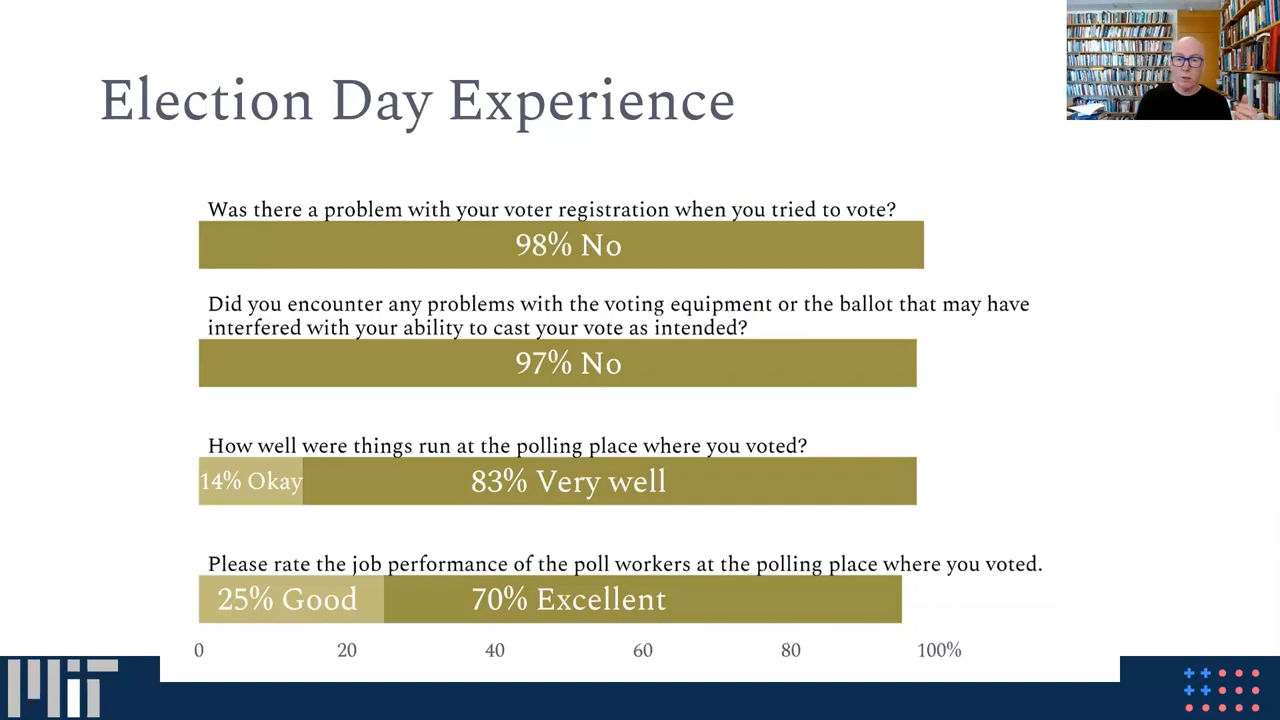 Election Day Experience
Was there a problem with your voter registration when you tried to vote?
98% No
Did you encounter any problems with the voting equipment or the ballot that may have
interfered with your ability to cast your vote as intended?
97% No
How well were things run at the polling place where you voted?
14% Okay 83% Very well
Please rate the job performance of the poll workers at the polling place where you voted.
25% Good 70% Excellent
0 20 40 60 80 100%
MIT